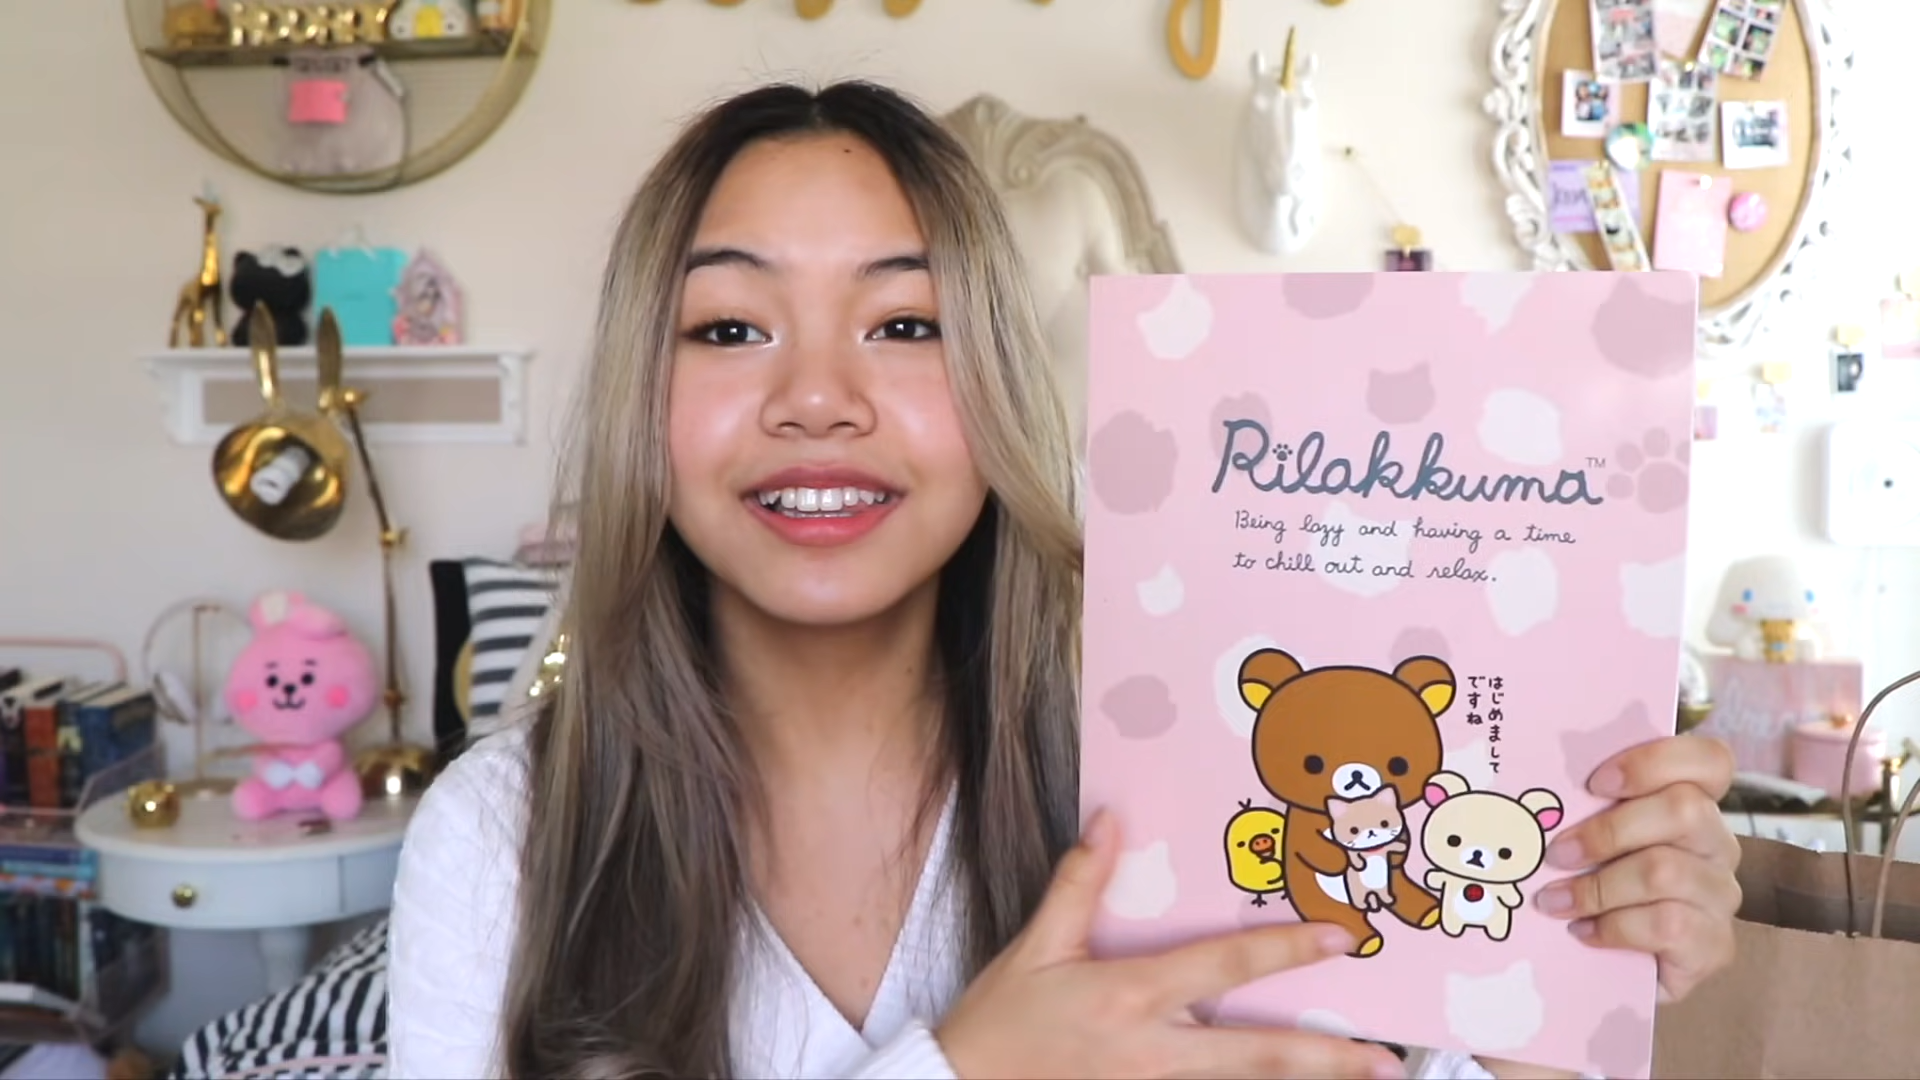 Rilakkuma™
Being lazy and having a time
to chill out and relax.
はじめまして
ですね